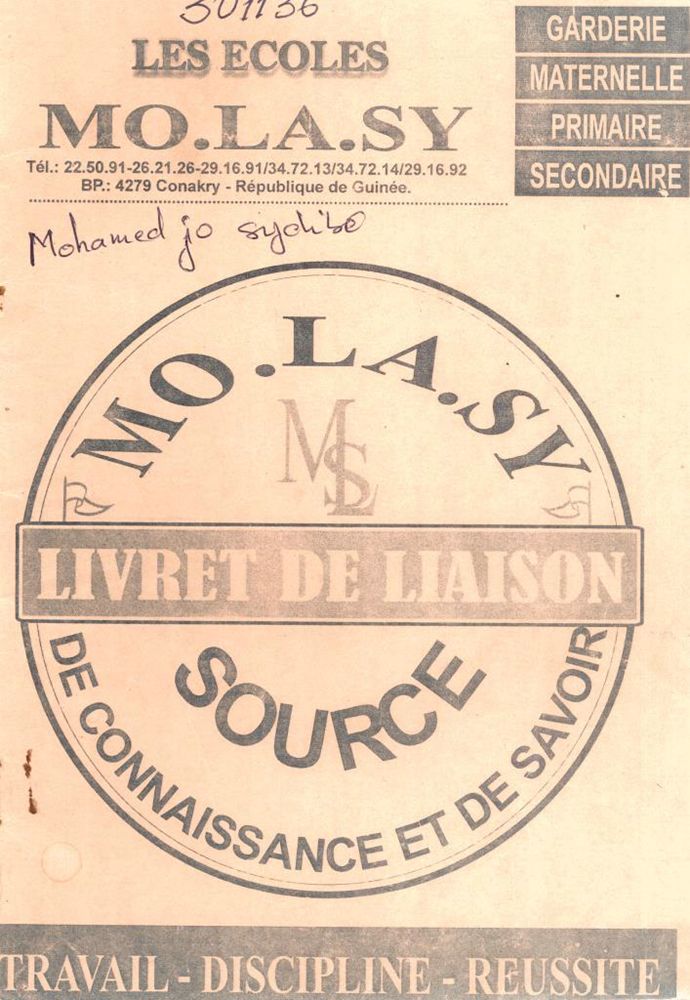 301136
LES ECOLES
MO.LA.SY
Tél.: 22.50.91-26.21.26-29.16.91/34.72.13/34.72.14/29.16.92
BP.: 4279 Conakry - République de Guinée.
GARDERIE
MATERNELLE
PRIMAIRE
SECONDAIRE
Mohamed jo sydibe
MO.LA.SY
MSL
LIVRET DE LIAISON
SOURCE
DE CONNAISSANCE ET DE SAVOIR
TRAVAIL - DISCIPLINE - REUSSITE